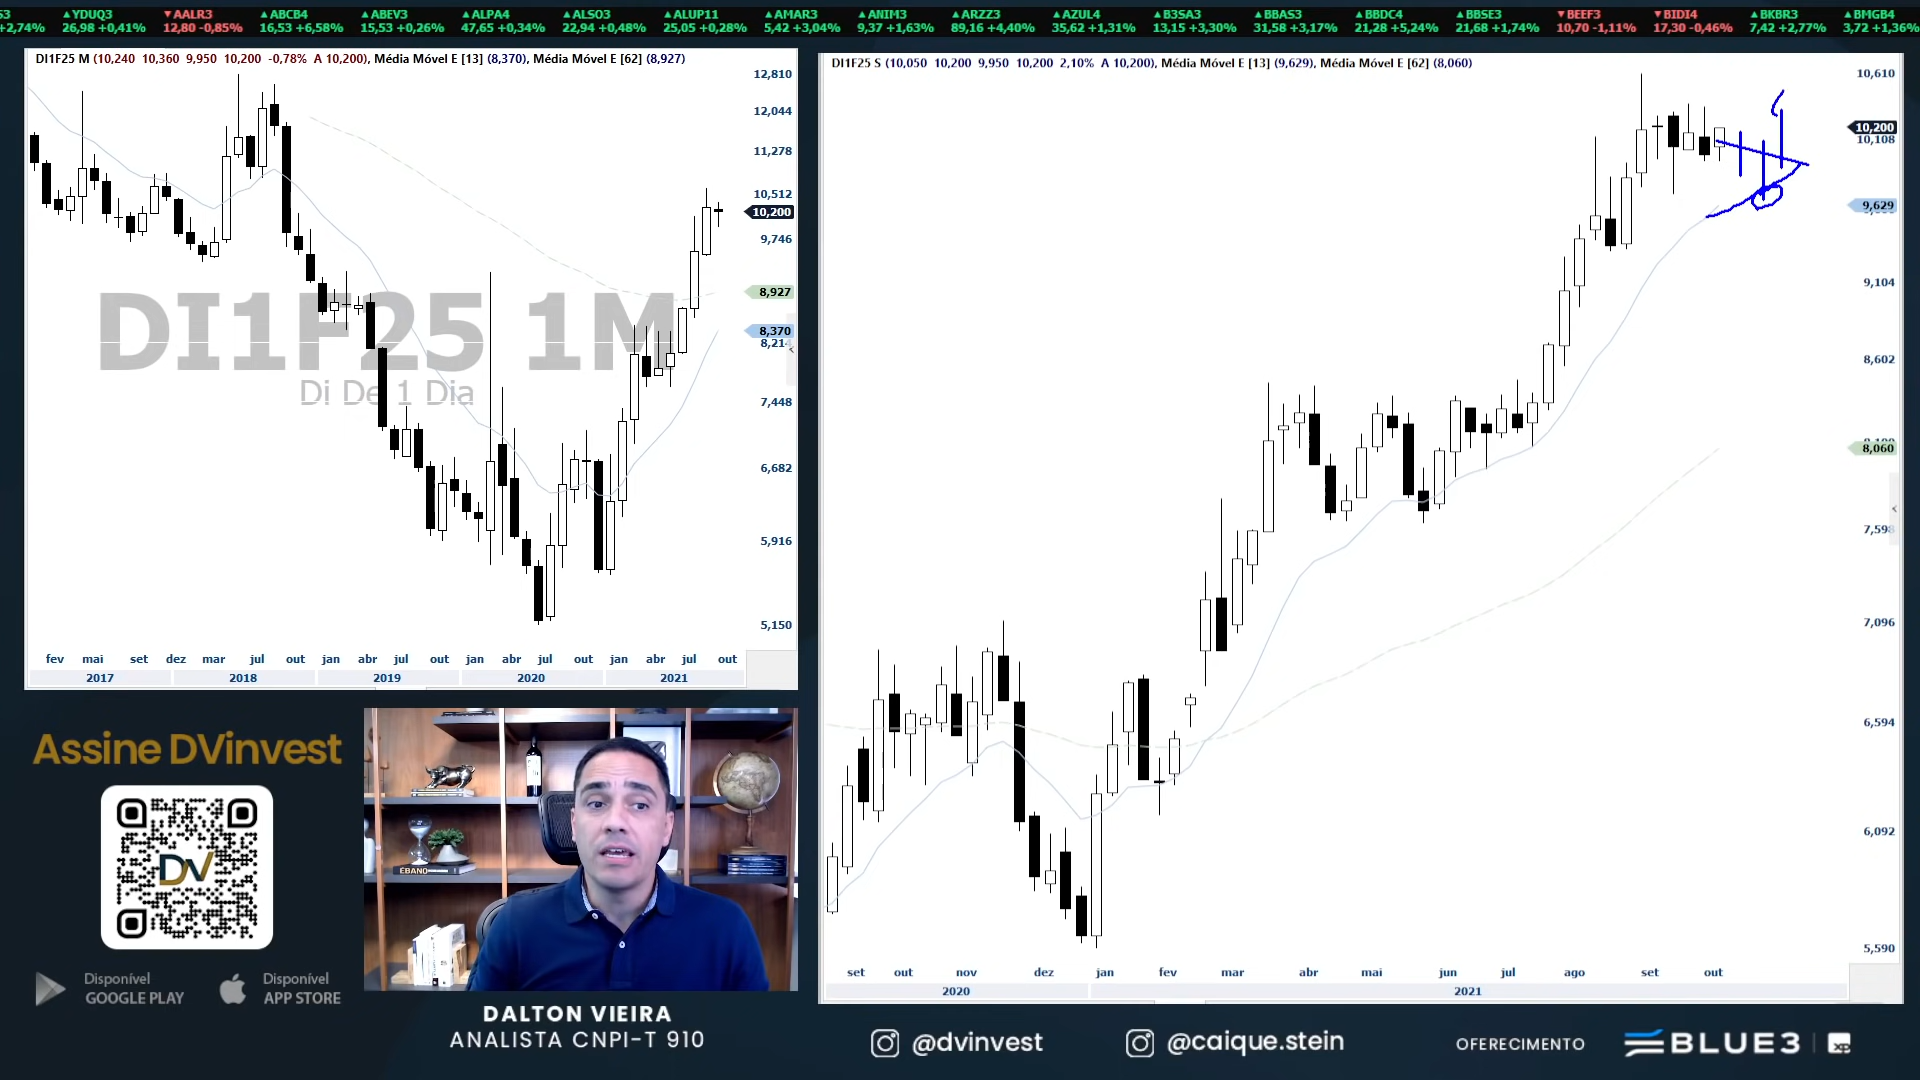 +2,74% ▲YDUQ3 26,98 +0,41% ▼AALR3 12,80 -0,85% ▲ABCB4 16,53 +6,58% ▲ABEV3 15,53 +0,26% ▲ALPA4 47,65 +0,34% ▲ALSO3 22,94 +0,48% ▲ALUP11 25,05 +0,28% ▲AMAR3 5,42 +3,04% ▲ANIM3 9,37 +1,63% ▲ARZZ3 89,16 +4,40% ▲AZUL4 35,62 +1,31% ▲B3SA3 13,15 +3,30% ▲BBAS3 31,58 +3,17% ▲BBDC4 21,28 +5,24% ▲BBSE3 21,68 +1,74% ▼BEEF3 10,70 -1,11% ▼BIDI4 17,30 -0,46% ▲BKBR3 7,42 +2,77% ▲BMGB4 3,72 +1,36%
DI1F25 M (10,240 10,360 9,950 10,200 -0,78% A 10,200), Média Móvel E [13] (8,370), Média Móvel E [62] (8,927)
12,810
12,044
11,278
10,512
10,200
9,746
8,927
8,370
8,214
7,448
6,682
5,916
5,150
DI1F25 1M
Di De 1 Dia
fev mai set dez mar jul out jan abr jul out jan abr jul out jan abr jul out
2017 2018 2019 2020 2021
DI1F25 S (10,050 10,200 9,950 10,200 2,10% A 10,200), Média Móvel E [13] (9,629), Média Móvel E [62] (8,060)
10,610
10,200
10,108
9,629
9,104
8,602
8,060
7,598
7,096
6,594
6,092
5,590
set out nov dez jan fev mar abr mai jun jul ago set out
2020 2021
Assine DVinvest
DV
Disponível
GOOGLE PLAY
Disponível
APP STORE
EBANO
DALTON VIEIRA
ANALISTA CNPI-T 910
@dvinvest
@caique.stein
OFERECIMENTO
BLUE3
xp